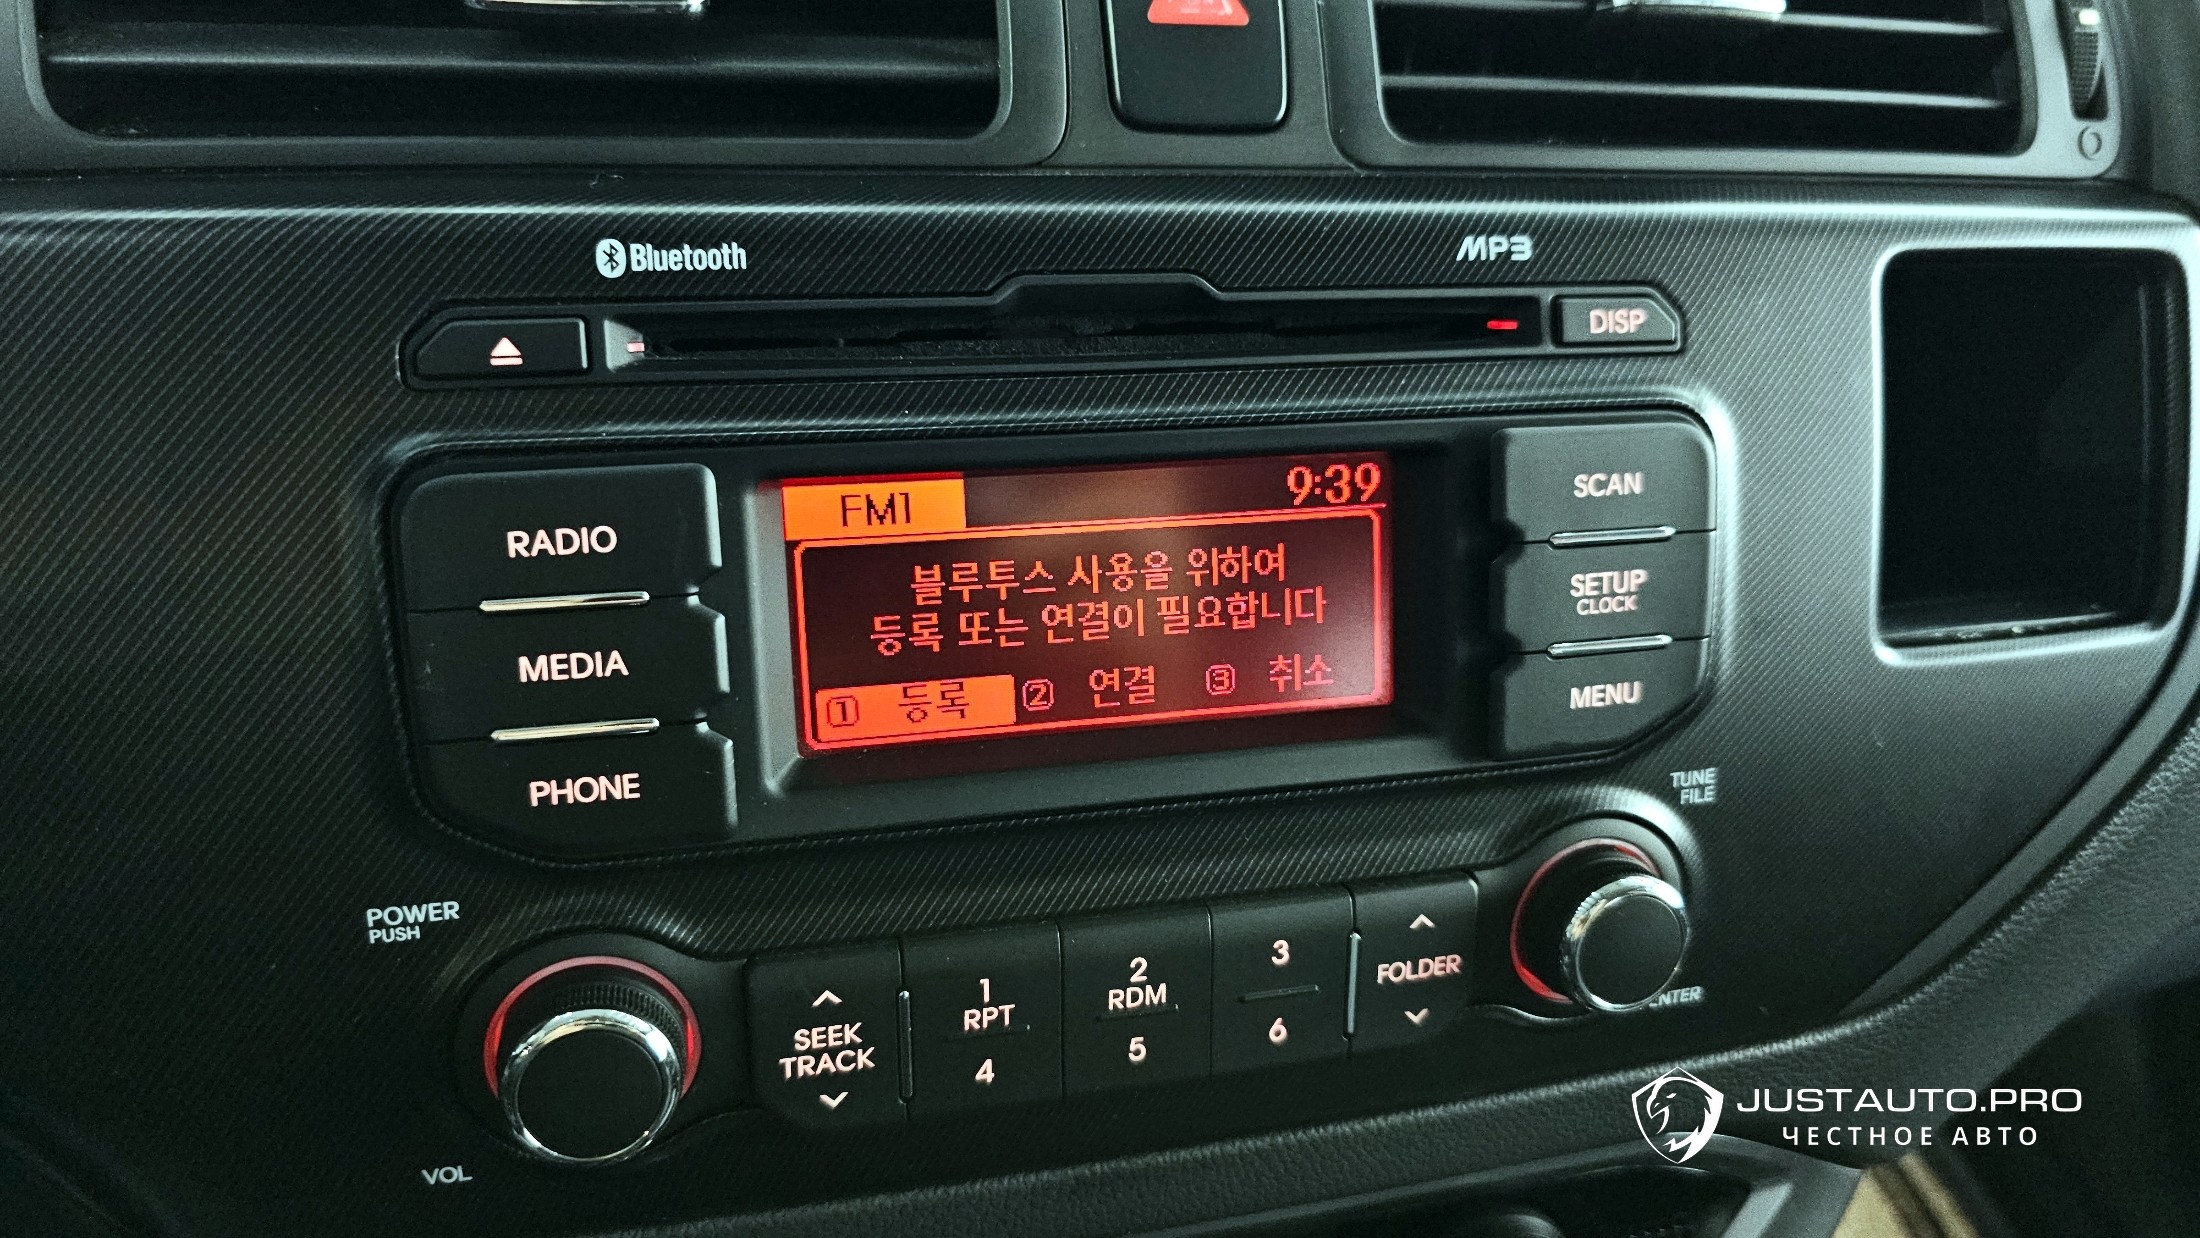 Bluetooth
MP3
DISP
RADIO
MEDIA
PHONE
FM1 9:39
블루투스 사용을 위하여
등록 또는 연결이 필요합니다
① 등록 ② 연결 ③ 취소
SCAN
SETUP
CLOCK
MENU
TUNE
FILE
POWER
PUSH
VOL
SEEK
TRACK
1
RPT
4
2
RDM
5
3
6
FOLDER
ENTER
JUSTAUTO.PRO
ЧЕСТНОЕ АВТО